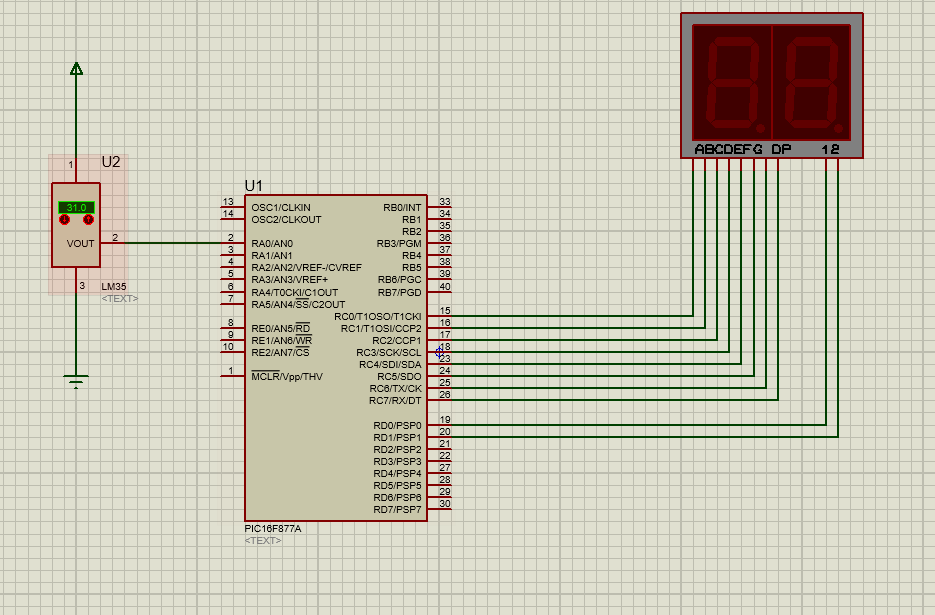 ABCDEFG DP
12
U2
1
31.0
VOUT
2
3
LM35
<TEXT>
U1
13 OSC1/CLKIN
14 OSC2/CLKOUT
2 RA0/AN0
3 RA1/AN1
4 RA2/AN2/VREF-/CVREF
5 RA3/AN3/VREF+
6 RA4/T0CKI/C1OUT
7 RA5/AN4/SS/C2OUT
8 RE0/AN5/RD
9 RE1/AN6/WR
10 RE2/AN7/CS
1 MCLR/Vpp/THV
RB0/INT 33
RB1 34
RB2 35
RB3/PGM 36
RB4 37
RB5 38
RB6/PGC 39
RB7/PGD 40
RC0/T1OSO/T1CKI 15
RC1/T1OSI/CCP2 16
RC2/CCP1 17
RC3/SCK/SCL 18
RC4/SDI/SDA 23
RC5/SDO 24
RC6/TX/CK 25
RC7/RX/DT 26
RD0/PSP0 19
RD1/PSP1 20
RD2/PSP2 21
RD3/PSP3 22
RD4/PSP4 27
RD5/PSP5 28
RD6/PSP6 29
RD7/PSP7 30
PIC16F877A
<TEXT>